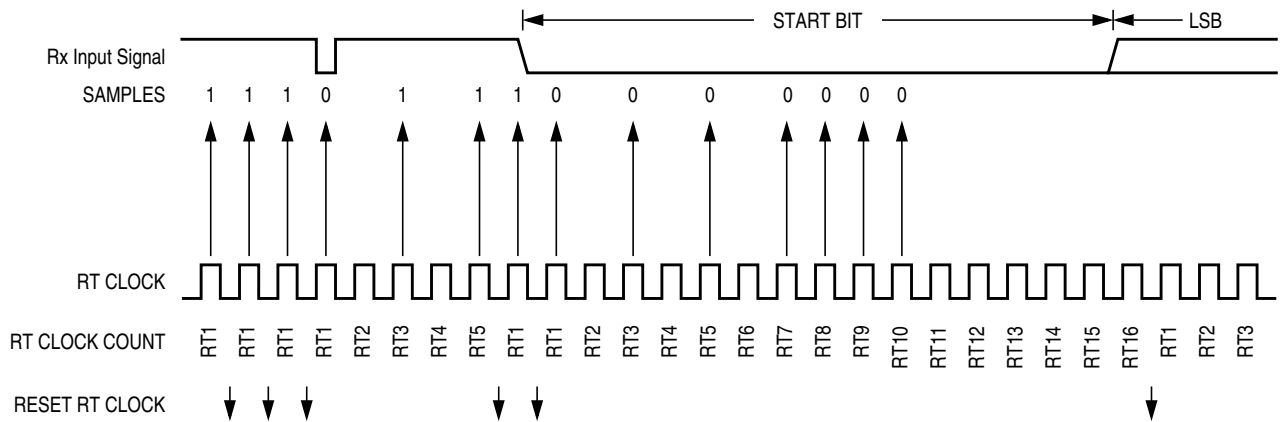 START BIT LSB
Rx Input Signal
SAMPLES 1 1 1 0 1 1 1 0 0 0 0 0 0 0
RT CLOCK
RT CLOCK COUNT RT1 RT1 RT1 RT1 RT2 RT3 RT4 RT5 RT1 RT1 RT2 RT3 RT4 RT5 RT6 RT7 RT8 RT9 RT10 RT11 RT12 RT13 RT14 RT15 RT16 RT1 RT2 RT3
RESET RT CLOCK